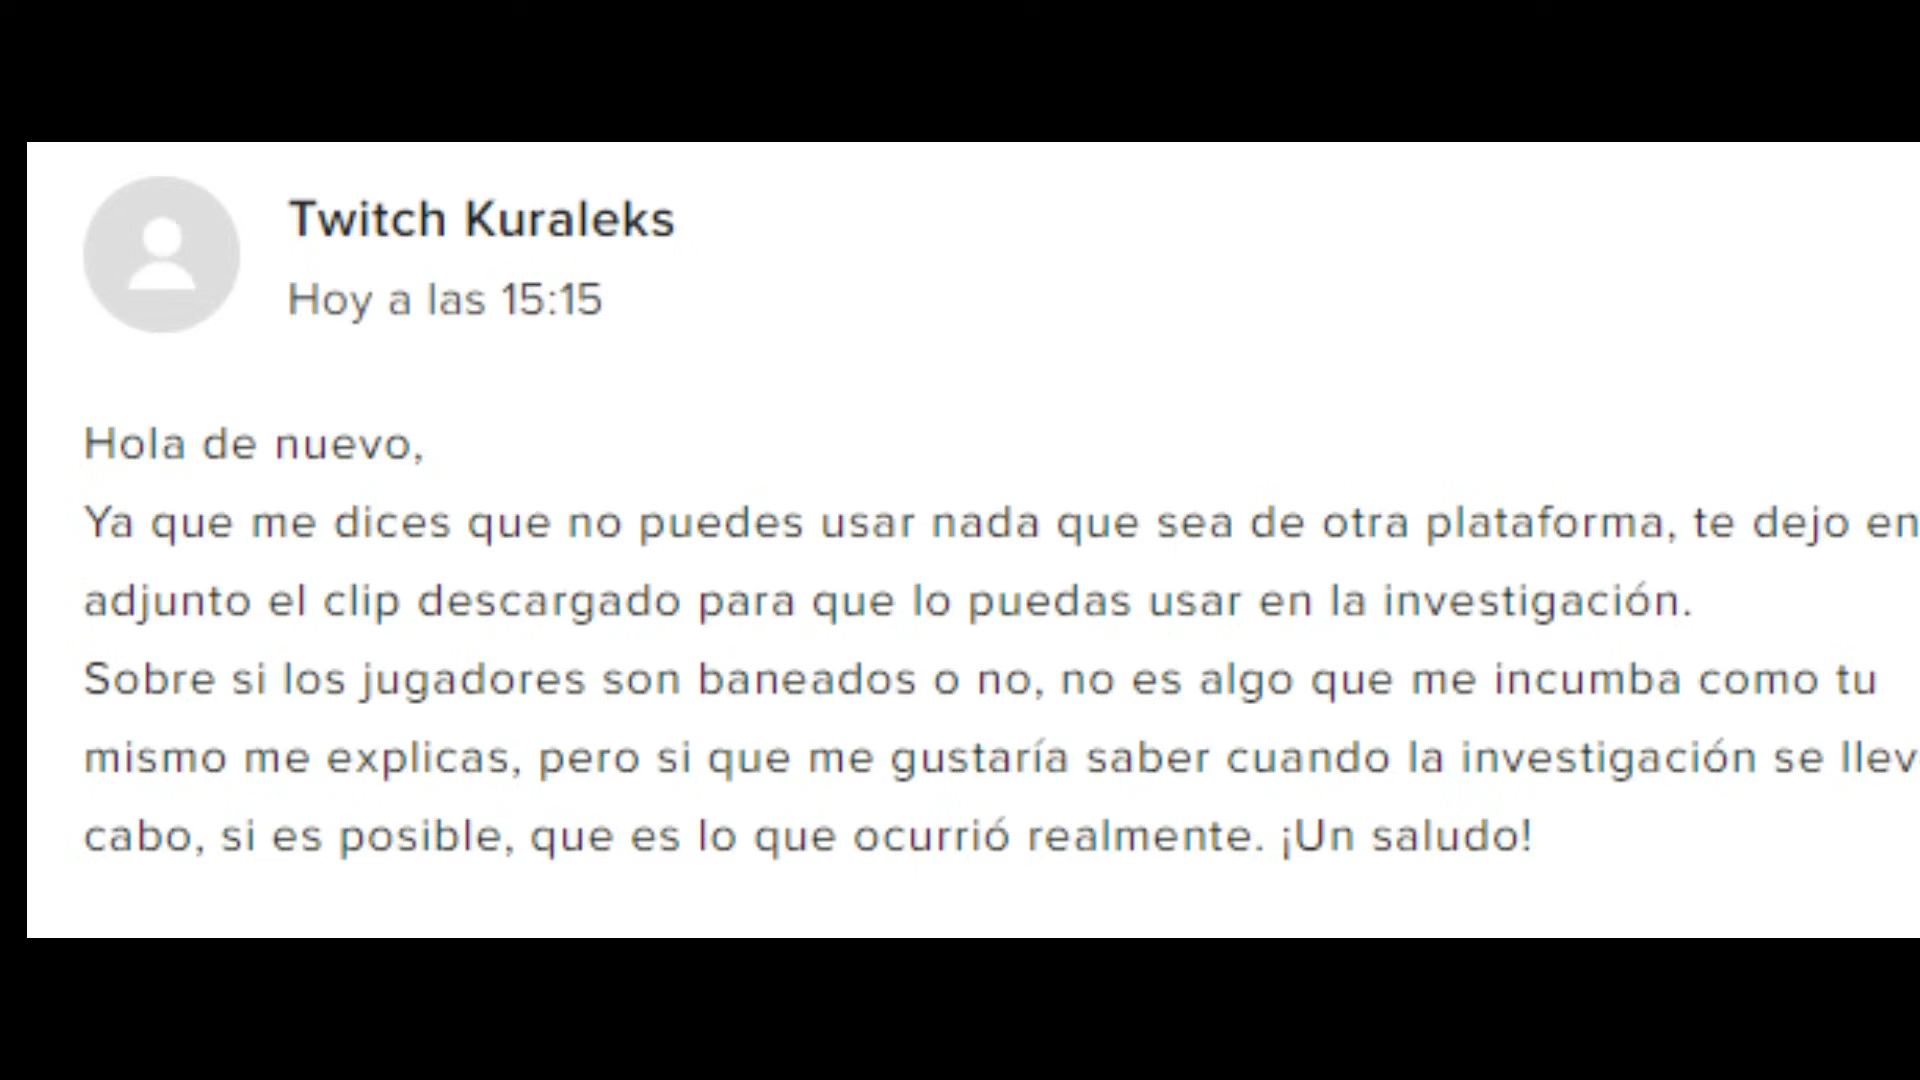 Twitch Kuraleks
Hoy a las 15:15
Hola de nuevo,
Ya que me dices que no puedes usar nada que sea de otra plataforma, te dejo en
adjunto el clip descargado para que lo puedas usar en la investigación.
Sobre si los jugadores son baneados o no, no es algo que me incumba como tu
mismo me explicas, pero si que me gustaría saber cuando la investigación se
cabo, si es posible, que es lo que ocurrió realmente. ¡Un saludo!